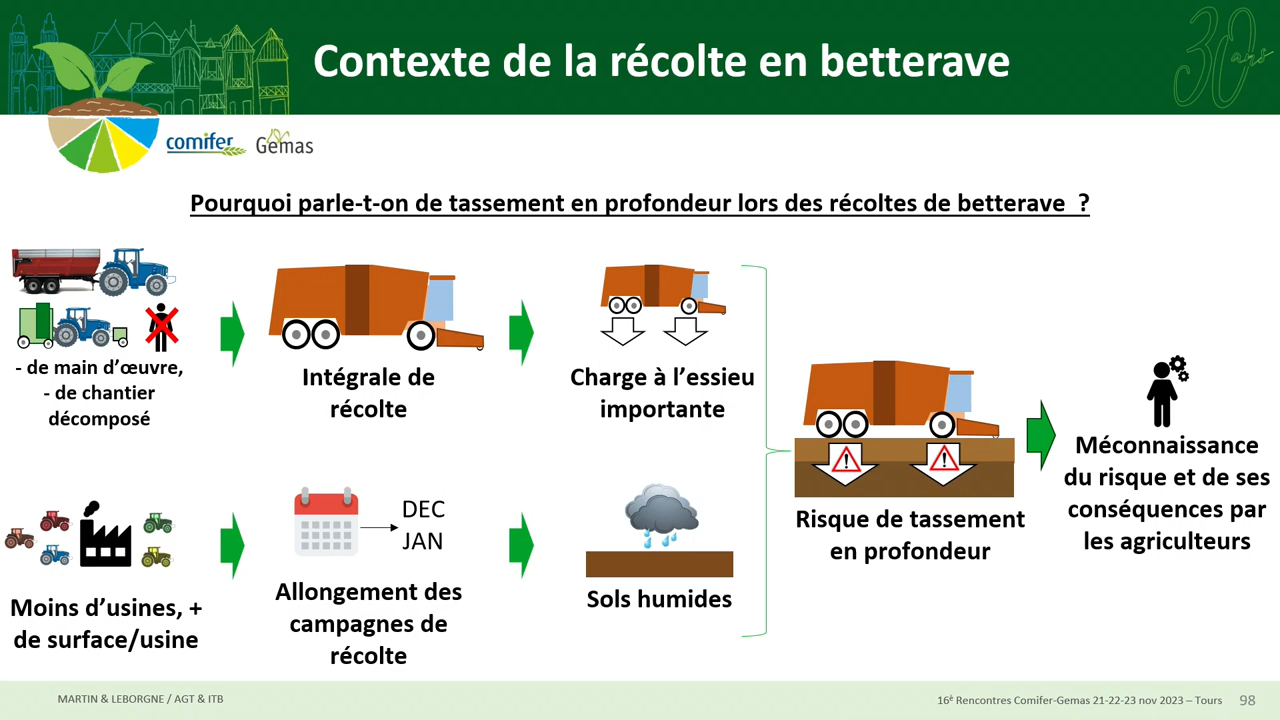 Contexte de la récolte en betterave
30 ans
comifer
Gemas
Pourquoi parle-t-on de tassement en profondeur lors des récoltes de betterave ?
- de main d’œuvre,
- de chantier
décomposé
Intégrale de
récolte
Charge à l’essieu
importante
Moins d’usines, +
de surface/usine
DEC
JAN
Allongement des
campagnes de
récolte
Sols humides
Risque de tassement
en profondeur
Méconnaissance
du risque et de ses
conséquences par
les agriculteurs
MARTIN & LEBORGNE / AGT & ITB
16è Rencontres Comifer-Gemas 21-22-23 nov 2023 – Tours
98